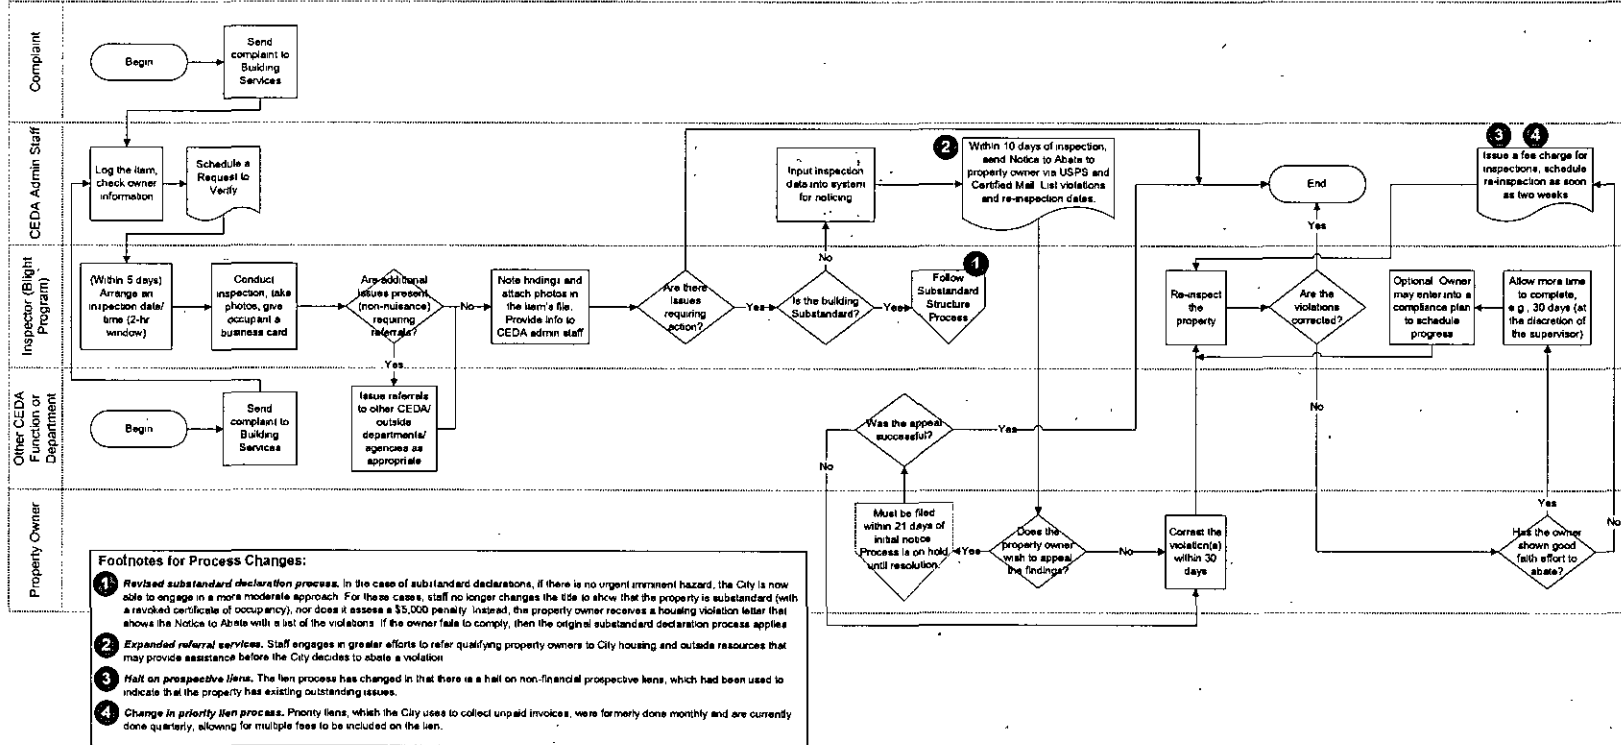 Complaint
Begin
Send
complaint to
Building
Services
CEDA Admin Staff
Log the item,
check owner
information
Schedule a
Request to
Verify
Input inspection
data into system
for noticing
2
Within 10 days of inspection,
send Notice to Abate to
property owner via USPS and
Certified Mail. List violations
and re-inspection dates.
End
3
4
Issue a fee charge for
inspections, schedule
re-inspection as soon
as two weeks
Yes
Inspector (Blight
Program)
(Within 5 days)
Arrange an
inspection date/
time (2-hr
window)
Conduct
inspection, take
photos, give
occupant a
business card
Are additional
issues present
(non-nuisance)
requiring
referrals?
No
Note findings and
attach photos in
the item's file.
Provide info to
CEDA admin staff
Are there
issues
requiring
action?
Yes
No
Is the building
Substandard?
Yes
1
Follow
Substandard
Structure
Process
Re-inspect
the
property
Are the
violations
corrected?
Optional Owner
may enter into a
compliance plan
to schedule
progress
Allow more time
to complete,
e.g., 30 days (at
the discretion of
the supervisor)
Yes
No
Other CEDA
Function or
Department
Begin
Send
complaint to
Building
Services
Issue referrals
to other CEDA/
outside
departments/
agencies as
appropriate
Was the appeal
successful?
Yes
No
Property Owner
Must be filed
within 21 days of
initial notice
Process is on hold
until resolution.
Yes
Does the
property owner
wish to appeal
the findings?
No
Correct the
violation(s)
within 30
days
Yes
No
Has the owner
shown good
faith effort to
abate?
Footnotes for Process Changes:
1 Revised substandard declaration process. In the case of substandard declarations, if there is no urgent imminent hazard, the City is now
able to engage in a more moderate approach For these cases, staff no longer changes the title to show that the property is substandard (with
a revoked certificate of occupancy), nor does it assess a $5,000 penalty Instead, the property owner receives a housing violation letter that
shows the Notice to Abate with a list of the violations If the owner fails to comply, then the original substandard declaration process applies
2 Expanded referral services. Staff engages in greater efforts to refer qualifying property owners to City housing and outside resources that
may provide assistance before the City decides to abate a violation
3 Halt on prospective liens. The lien process has changed in that there is a halt on non-financial prospective liens, which had been used to
indicate that the property has existing outstanding issues.
4 Change in priority lien process. Priority liens, which the City uses to collect unpaid invoices, were formerly done monthly and are currently
done quarterly, allowing for multiple fees to be included on the lien.